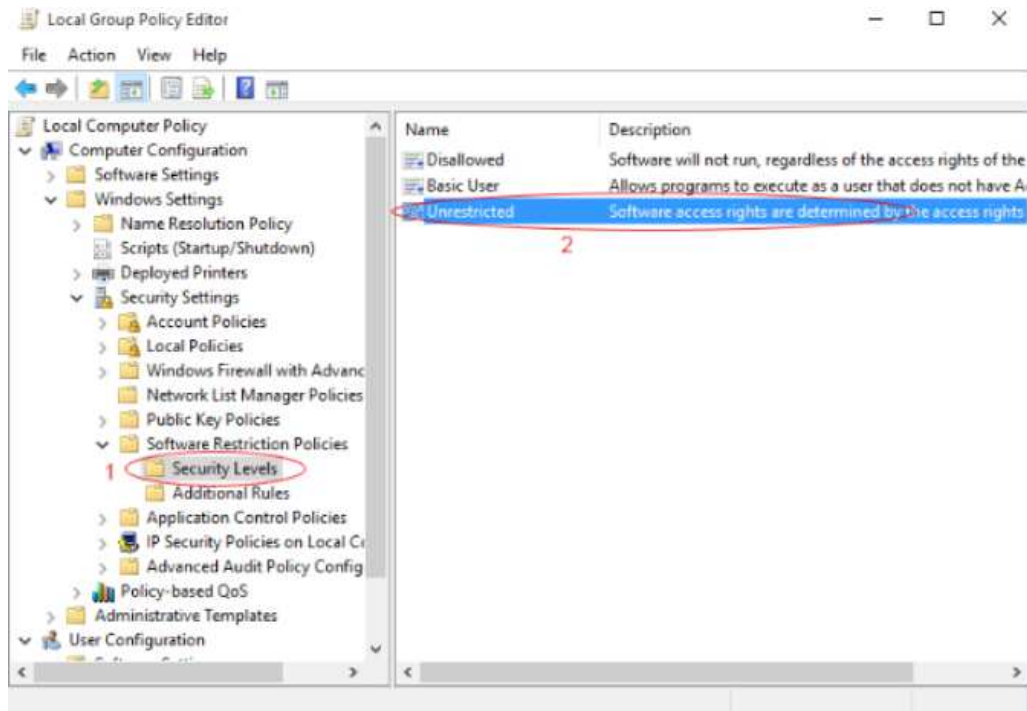 Local Group Policy Editor
File Action View Help
Local Computer Policy
Computer Configuration
Software Settings
Windows Settings
Name Resolution Policy
Scripts (Startup/Shutdown)
Deployed Printers
Security Settings
Account Policies
Local Policies
Windows Firewall with Advanc
Network List Manager Policies
Public Key Policies
Software Restriction Policies
1 Security Levels
Additional Rules
Application Control Policies
IP Security Policies on Local Co
Advanced Audit Policy Config
Policy-based QoS
Administrative Templates
User Configuration
Name Description
Disallowed Software will not run, regardless of the access rights of the
Basic User Allows programs to execute as a user that does not have A
Unrestricted Software access rights are determined by the access rights
2